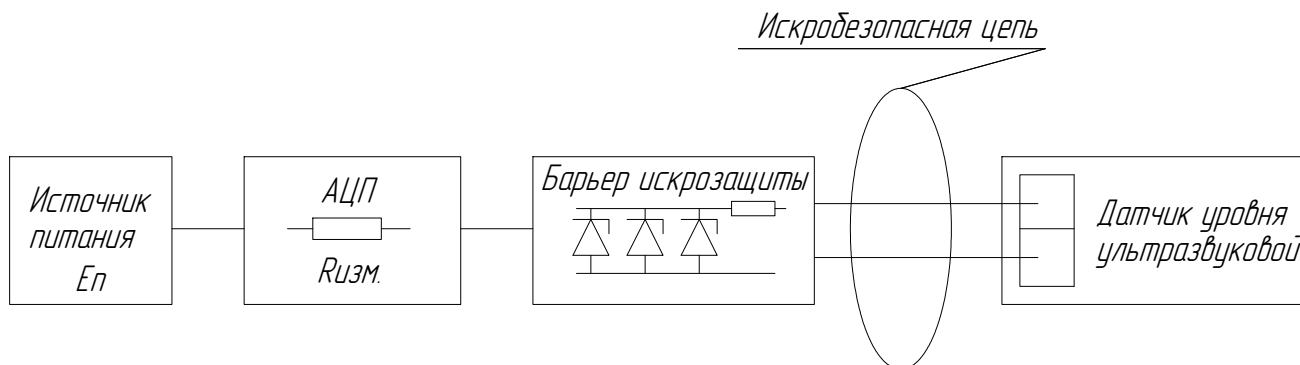 Искробезопасная цепь
Источник
питания
Еп
АЦП
Rизм.
Барьер искрозащиты
Датчик уровня
ультразвуковой